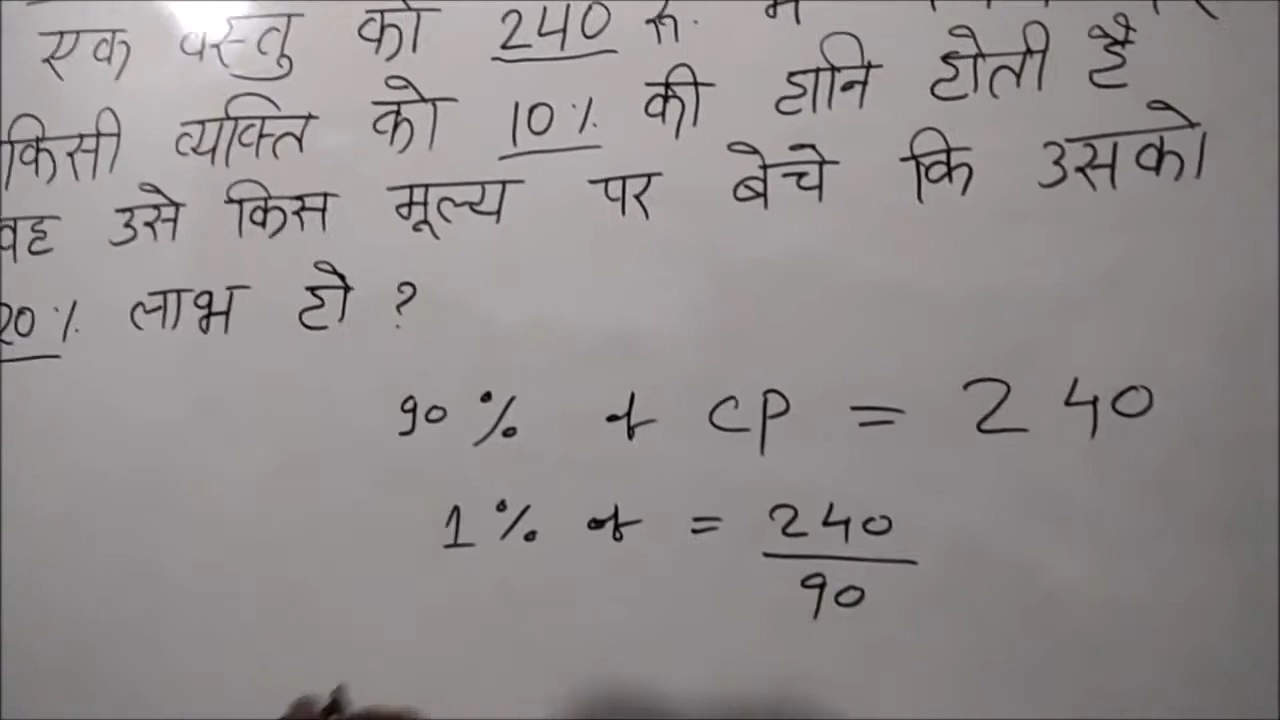 एक वस्तु को 240 रु. में
किसी व्यक्ति को 10% की हानि होती है
वह उसे किस मूल्य पर बेचे कि उसको
20% लाभ हो ?
90% of CP = 240
1% of = 240
90